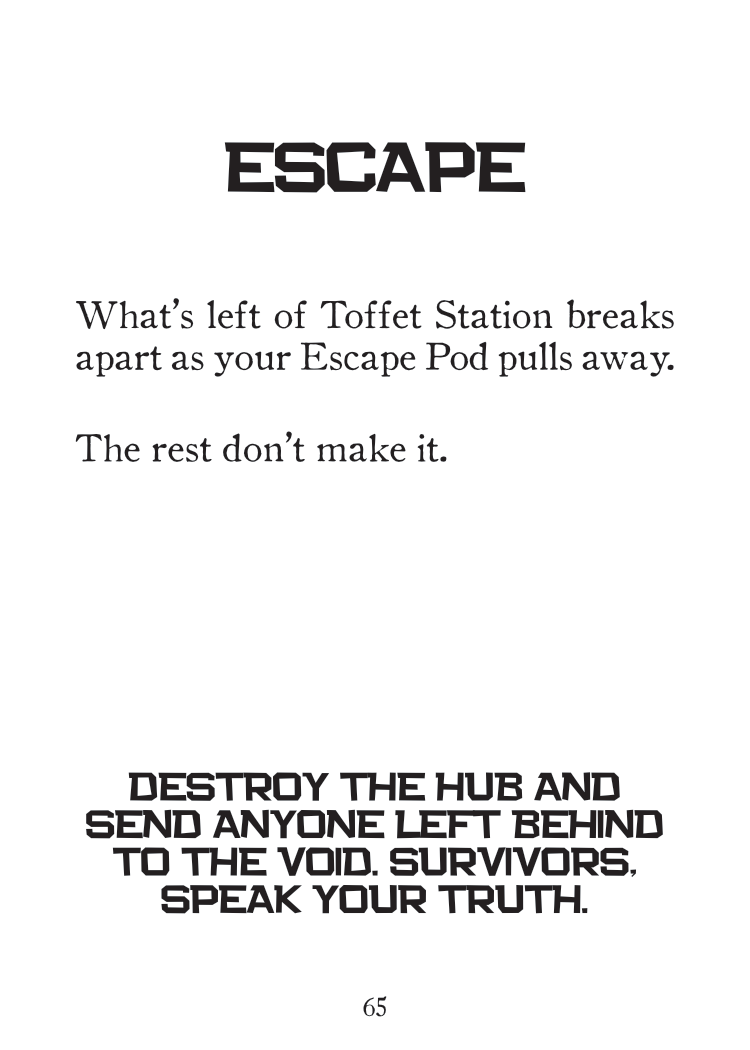 ESCAPE
What's left of Toffet Station breaks
apart as your Escape Pod pulls away.
The rest don't make it.
DESTROY THE HUB AND
SEND ANYONE LEFT BEHIND
TO THE VOID. SURVIVORS,
SPEAK YOUR TRUTH.
65